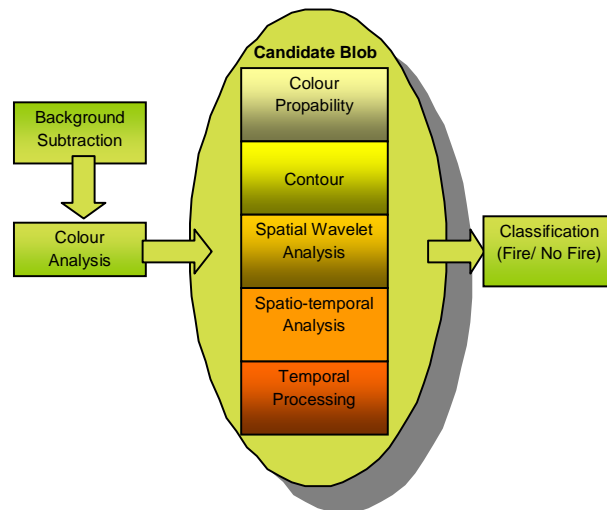 Background
Subtraction
Colour
Analysis
Candidate Blob
Colour
Propability
Contour
Spatial Wavelet
Analysis
Spatio-temporal
Analysis
Temporal
Processing
Classification
(Fire/ No Fire)